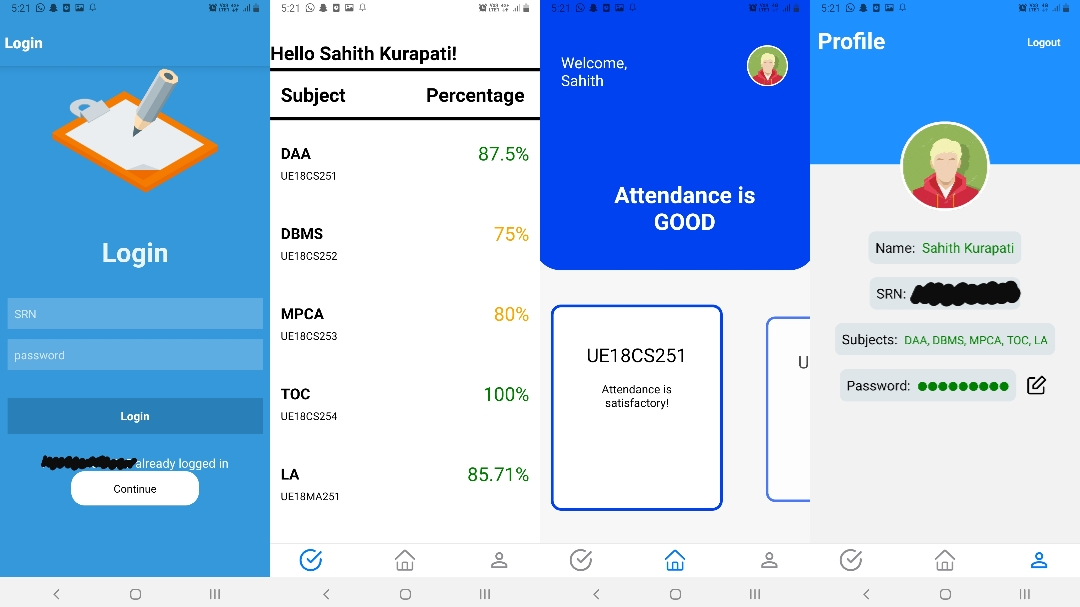 5:21
Login
Login
SRN
password
Login
already logged in
Continue
5:21
Hello Sahith Kurapati!
Subject Percentage
DAA 87.5%
UE18CS251
DBMS 75%
UE18CS252
MPCA 80%
UE18CS253
TOC 100%
UE18CS254
LA 85.71%
UE18MA251
5:21
Welcome,
Sahith
Attendance is
GOOD
UE18CS251
Attendance is
satisfactory!
U
5:21
Profile Logout
Name: Sahith Kurapati
SRN:
Subjects: DAA, DBMS, MPCA, TOC, LA
Password: ●●●●●●●●●